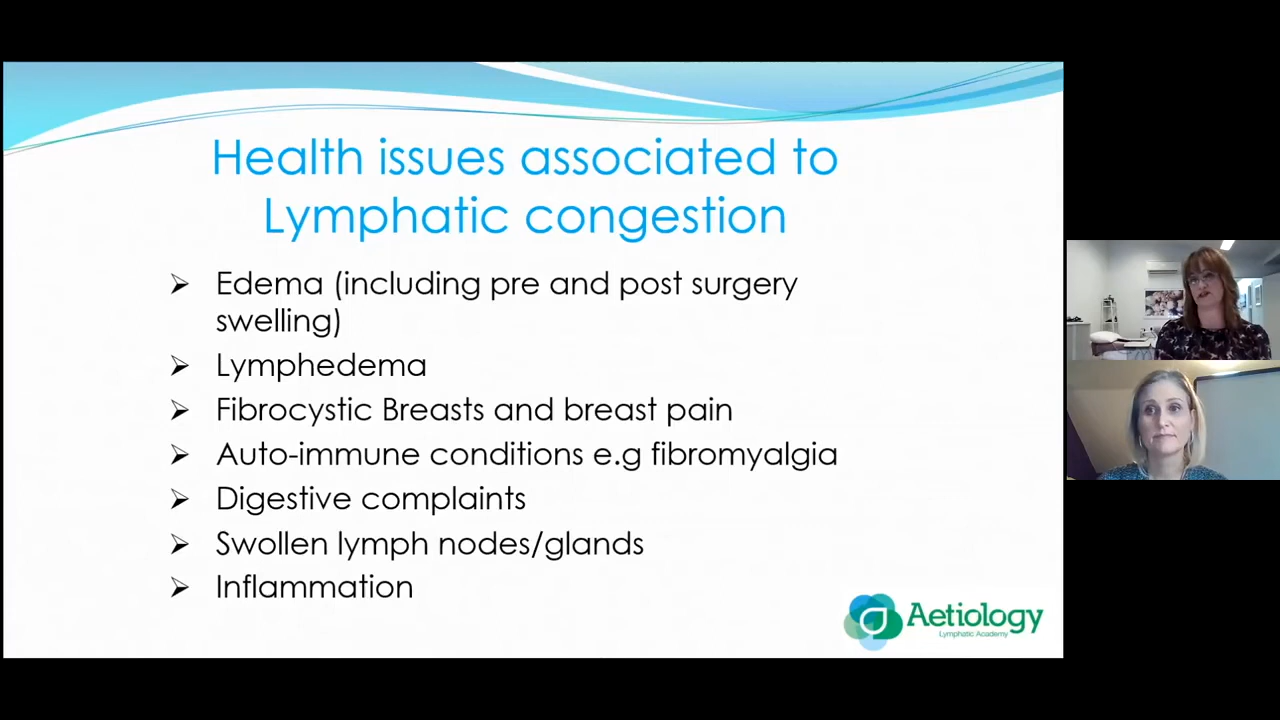 Health issues associated to
Lymphatic congestion
Edema (including pre and post surgery
swelling)
Lymphedema
Fibrocystic Breasts and breast pain
Auto-immune conditions e.g fibromyalgia
Digestive complaints
Swollen lymph nodes/glands
Inflammation
Aetiology
Lymphatic Academy